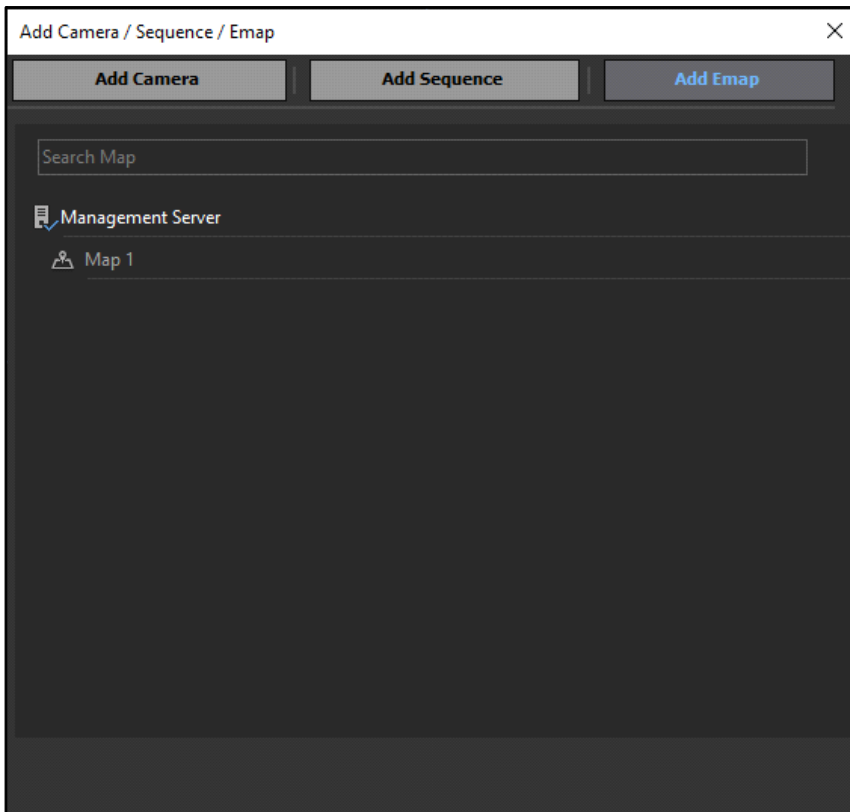 Add Camera / Sequence / Emap
Add Camera Add Sequence Add Emap
Search Map
Management Server
Map 1